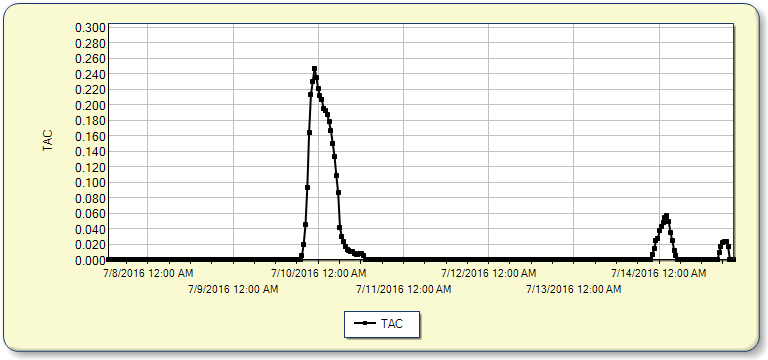 0.300
0.280
0.260
0.240
0.220
0.200
0.180
0.160
0.140
0.120
0.100
0.080
0.060
0.040
0.020
0.000
TAC
7/8/2016 12:00 AM
7/9/2016 12:00 AM
7/10/2016 12:00 AM
7/11/2016 12:00 AM
7/12/2016 12:00 AM
7/13/2016 12:00 AM
7/14/2016 12:00 AM
TAC